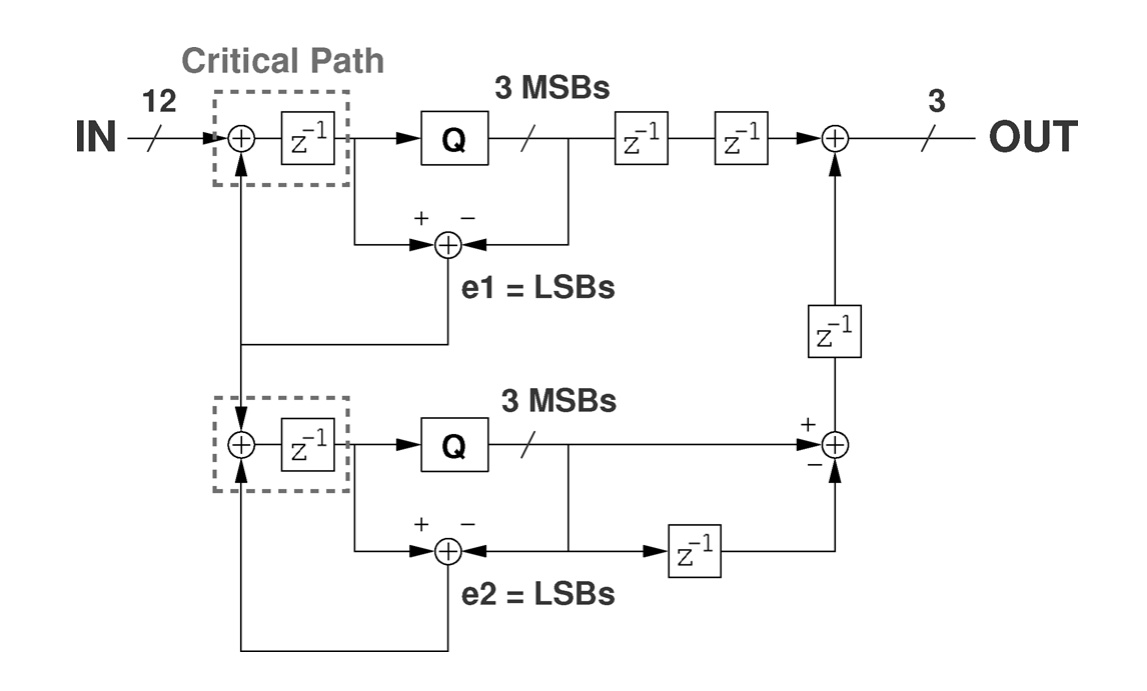 Critical Path
3 MSBs
12
3
IN
z-1
Q
z-1
z-1
OUT
+ −
e1 = LSBs
z-1
3 MSBs
z-1
Q
+
−
+ −
z-1
e2 = LSBs